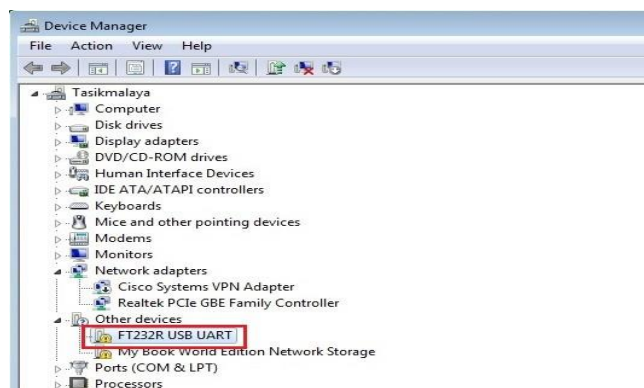 Device Manager
File Action View Help
Tasikmalaya
Computer
Disk drives
Display adapters
DVD/CD-ROM drives
Human Interface Devices
IDE ATA/ATAPI controllers
Keyboards
Mice and other pointing devices
Modems
Monitors
Network adapters
Cisco Systems VPN Adapter
Realtek PCIe GBE Family Controller
Other devices
FT232R USB UART
My Book World Edition Network Storage
Ports (COM & LPT)
Processors